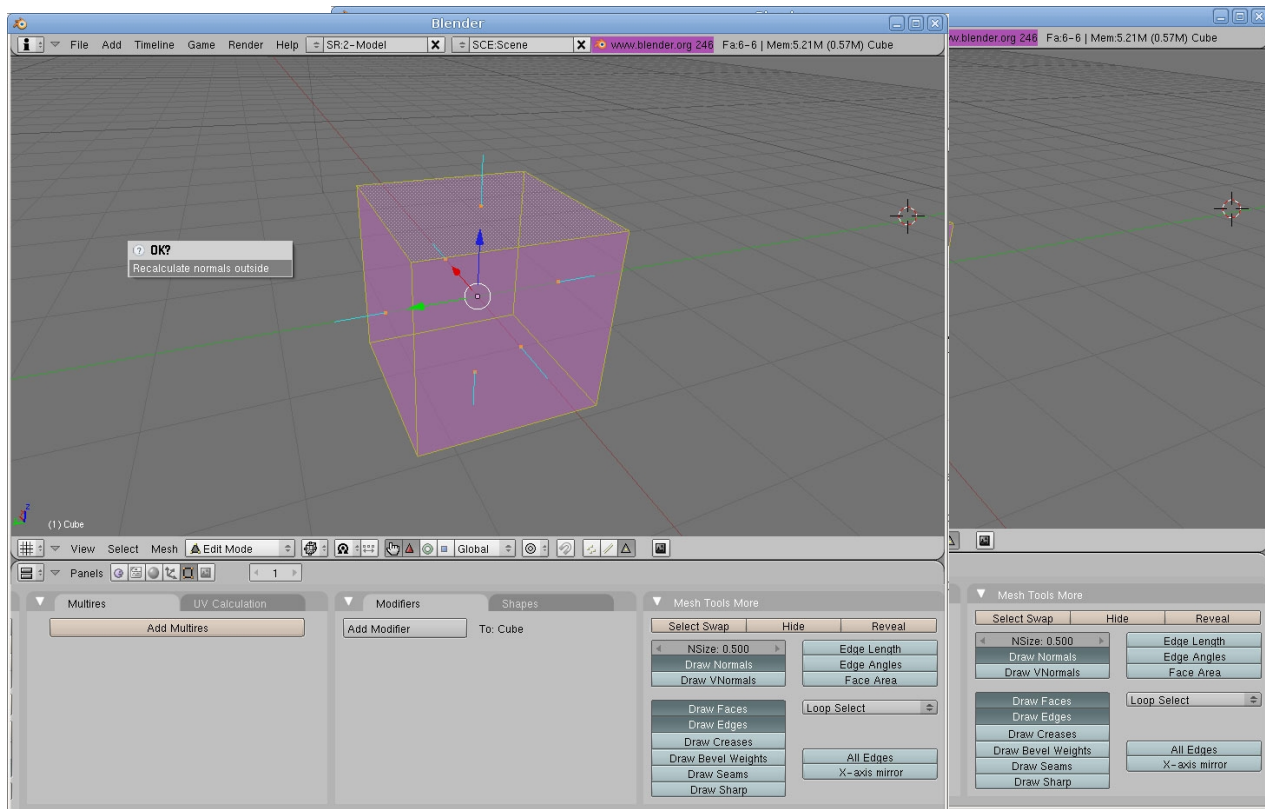 Blender
File Add Timeline Game Render Help SR:2-Model X SCE:Scene X www.blender.org 246 Fa:6-6 | Mem:5.21M (0.57M) Cube
w.blender.org 246 Fa:6-6 | Mem:5.21M (0.57M) Cube
OK?
Recalculate normals outside
z
(1) Cube
View Select Mesh Edit Mode Global
Panels 1
Multires UV Calculation Modifiers Shapes Mesh Tools More
Add Multires
Add Modifier To: Cube
Select Swap Hide Reveal
NSize: 0.500 Edge Length
Draw Normals Edge Angles
Draw VNormals Face Area
Draw Faces Loop Select
Draw Edges
Draw Creases
Draw Bevel Weights All Edges
Draw Seams X-axis mirror
Draw Sharp
Mesh Tools More
Select Swap Hide Reveal
NSize: 0.500 Edge Length
Draw Normals Edge Angles
Draw VNormals Face Area
Draw Faces Loop Select
Draw Edges
Draw Creases
Draw Bevel Weights All Edges
Draw Seams X-axis mirror
Draw Sharp